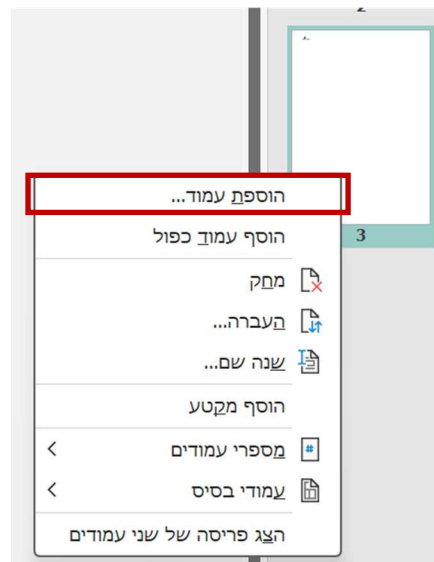 הוספת עמוד...
הוסף עמוד כפול
3
מחק
העברה...
שנה שם...
הוסף מקטע
מספרי עמודים
#
עמודי בסיס
הצג פריסה של שני עמודים